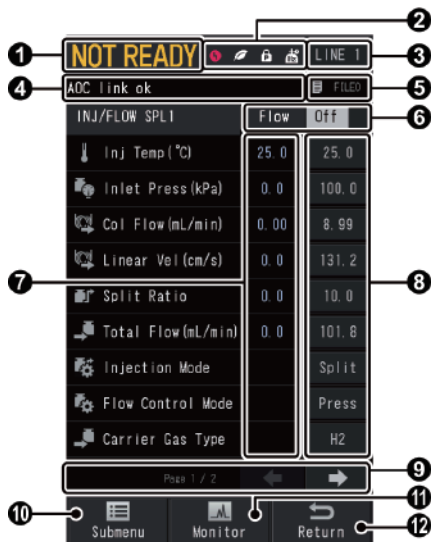 2
1 NOT READY LINE 1 3
4 AOC link ok FILE0 5
INJ/FLOW SPL1 Flow Off 6
Inj Temp(°C) 25.0 25.0
Inlet Press(kPa) 0.0 100.0
Col Flow(mL/min) 0.00 8.99
Linear Vel(cm/s) 0.0 131.2
7 8
Split Ratio 0.0 10.0
Total Flow(mL/min) 0.0 101.8
Injection Mode Split
Flow Control Mode Press
Carrier Gas Type H2
Page 1 / 2 9
10 11
Submenu Monitor Return 12